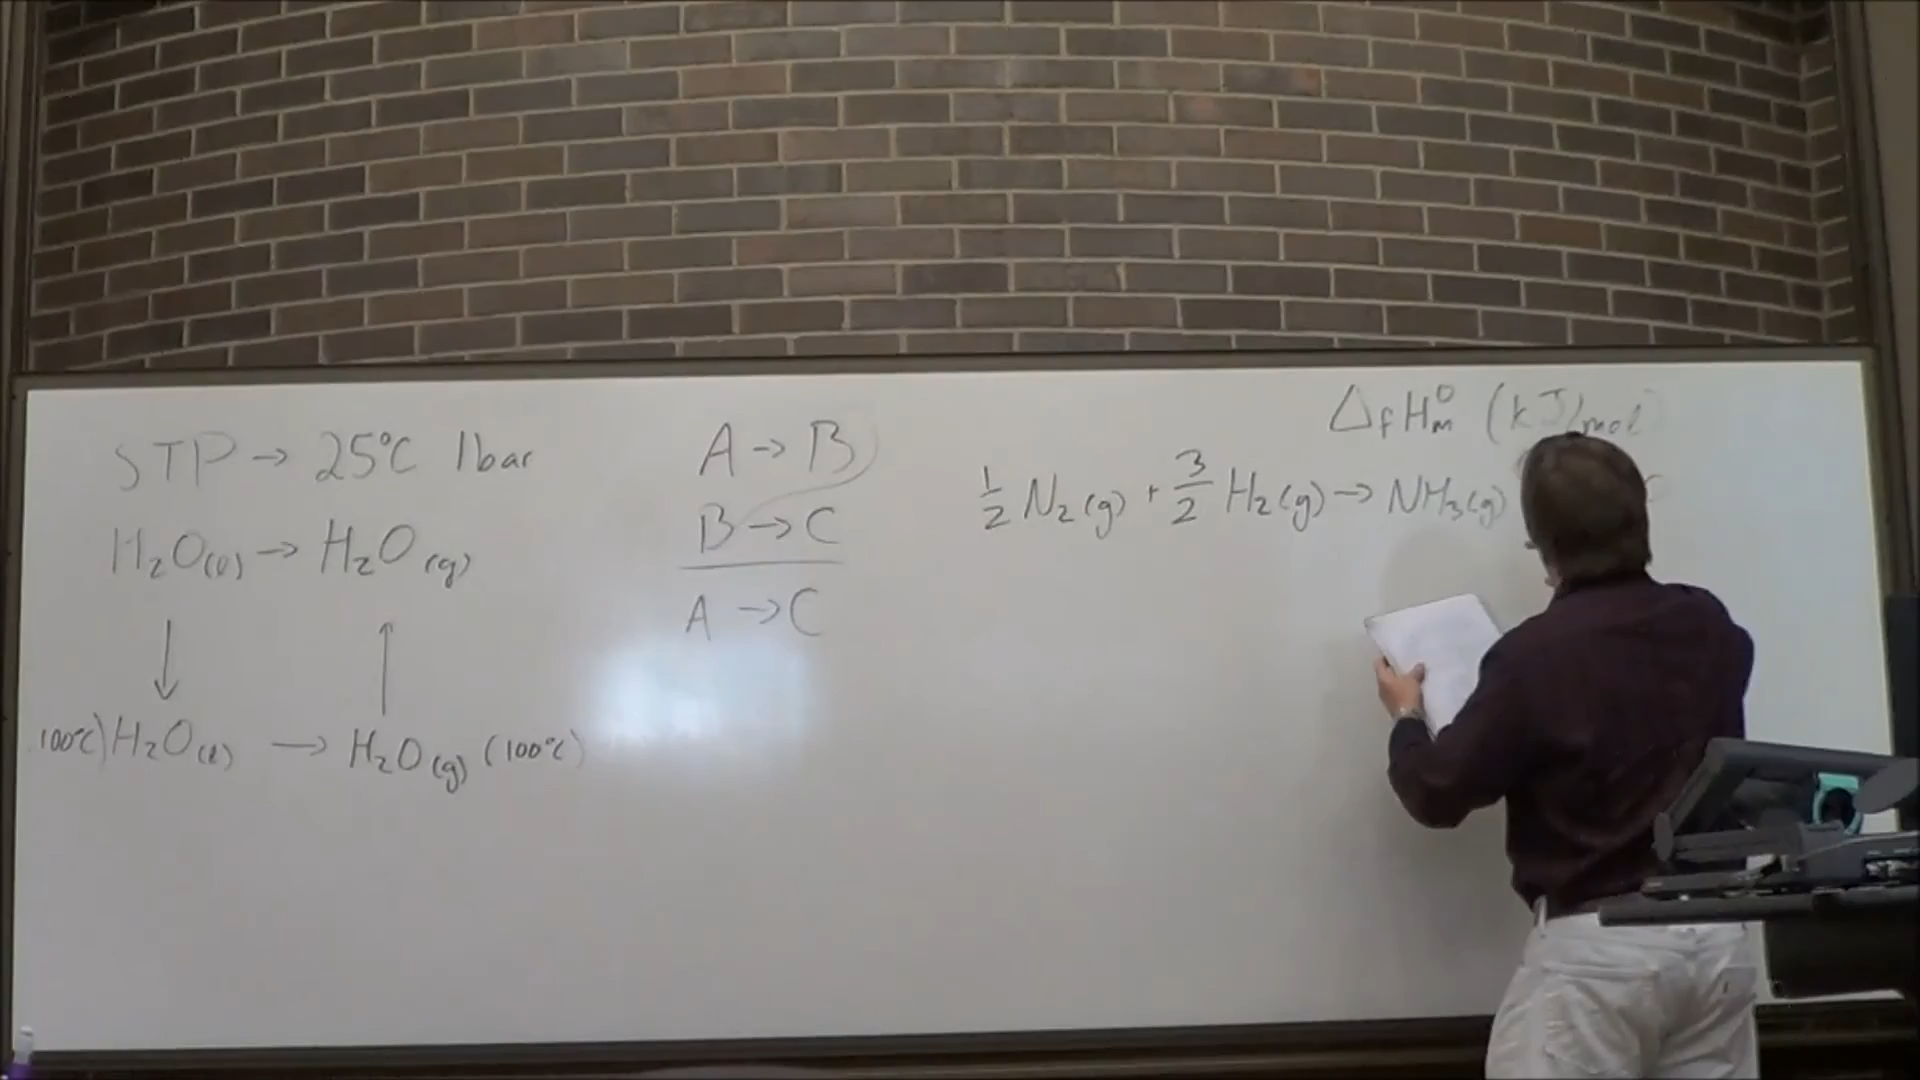 STP → 25°C 1bar
H₂O(l) → H₂O(g)
↓ ↑
100°C) H₂O(l) → H₂O(g) (100°C)
A → B
B → C
A → C
ΔfH°m (kJ/mol)
1/2 N₂(g) + 3/2 H₂(g) → NH₃(g)